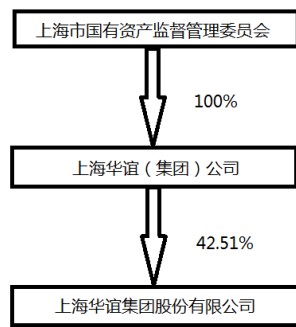 上海市国有资产监督管理委员会
100%
上海华谊（集团）公司
42.51%
上海华谊集团股份有限公司